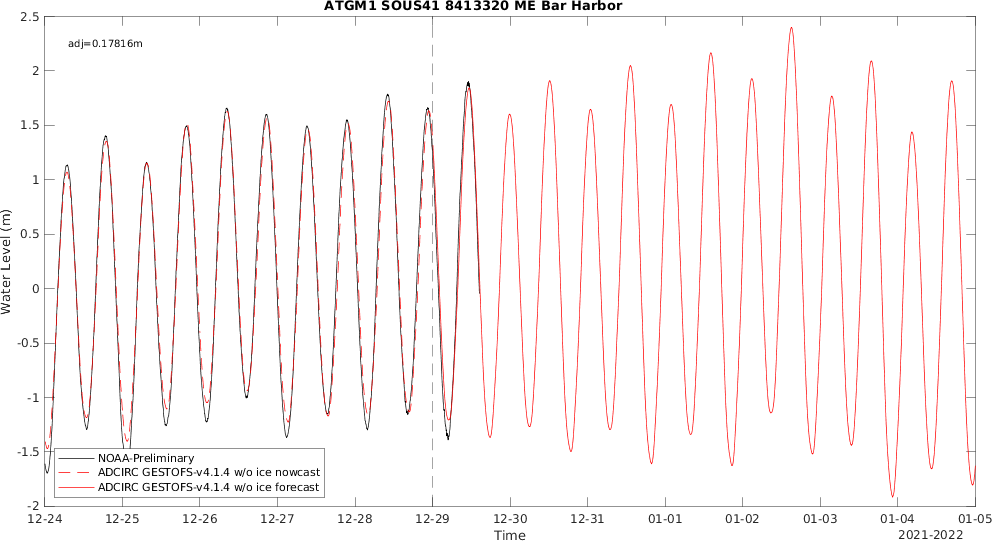 ATGM1 SOUS41 8413320 ME Bar Harbor
adj=0.17816m
2.5
2
1.5
1
0.5
0
-0.5
-1
-1.5
-2
Water Level (m)
NOAA-Preliminary
ADCIRC GESTOFS-v4.1.4 w/o ice nowcast
ADCIRC GESTOFS-v4.1.4 w/o ice forecast
12-24 12-25 12-26 12-27 12-28 12-29 12-30 12-31 01-01 01-02 01-03 01-04 01-05
Time
2021-2022